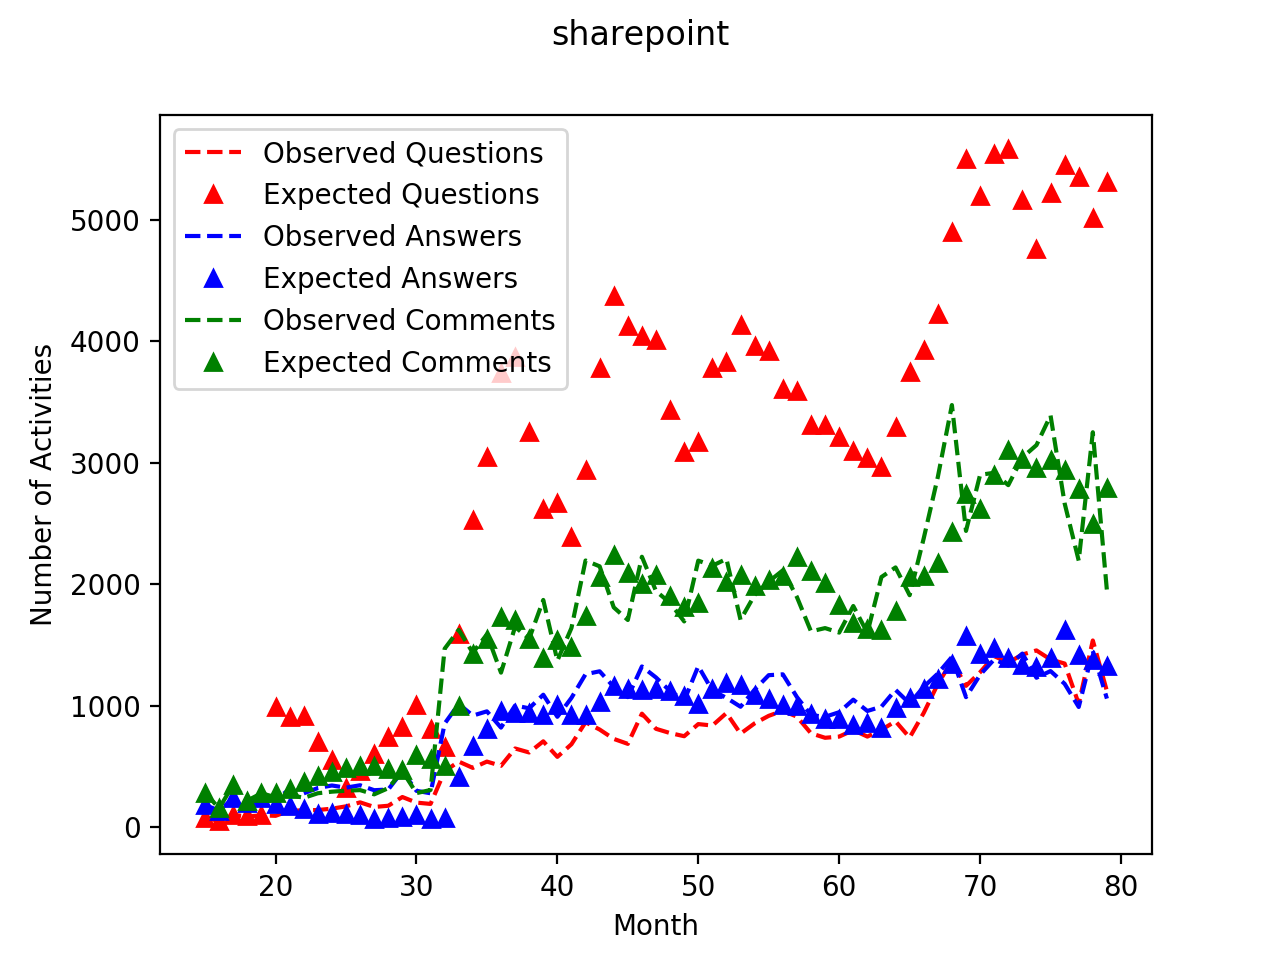 sharepoint
Observed Questions
Expected Questions
Observed Answers
Expected Answers
Observed Comments
Expected Comments
Number of Activities
5000
4000
3000
2000
1000
0
20
30
40
50
60
70
80
Month